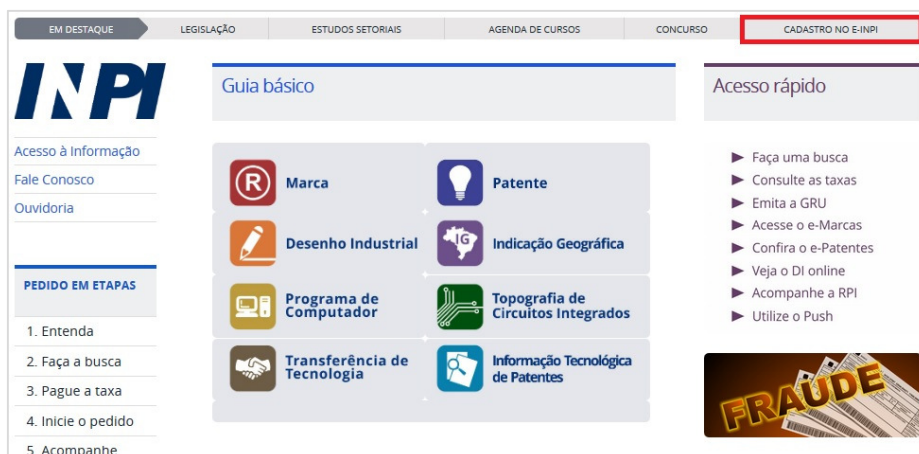 EM DESTAQUE
LEGISLAÇÃO
ESTUDOS SETORIAIS
AGENDA DE CURSOS
CONCURSO
CADASTRO NO E-INPI
INPI
Acesso à Informação
Fale Conosco
Ouvidoria
PEDIDO EM ETAPAS
1. Entenda
2. Faça a busca
3. Pague a taxa
4. Inicie o pedido
5. Acompanhe
Guia básico
R Marca
Patente
Desenho Industrial
IG Indicação Geográfica
Programa de
Computador
Topografia de
Circuitos Integrados
Transferência de
Tecnologia
Informação Tecnológica
de Patentes
Acesso rápido
Faça uma busca
Consulte as taxas
Emita a GRU
Acesse o e-Marcas
Confira o e-Patentes
Veja o DI online
Acompanhe a RPI
Utilize o Push
FRAUDE